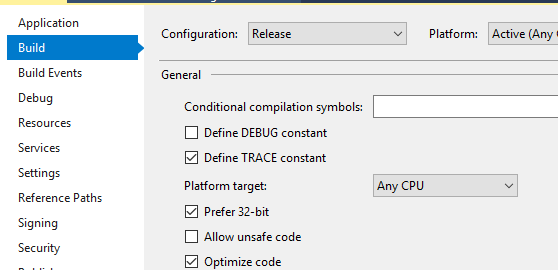 Application
Build
Build Events
Debug
Resources
Services
Settings
Reference Paths
Signing
Security
Configuration: Release Platform: Active (Any
General
Conditional compilation symbols:
Define DEBUG constant
Define TRACE constant
Platform target: Any CPU
Prefer 32-bit
Allow unsafe code
Optimize code